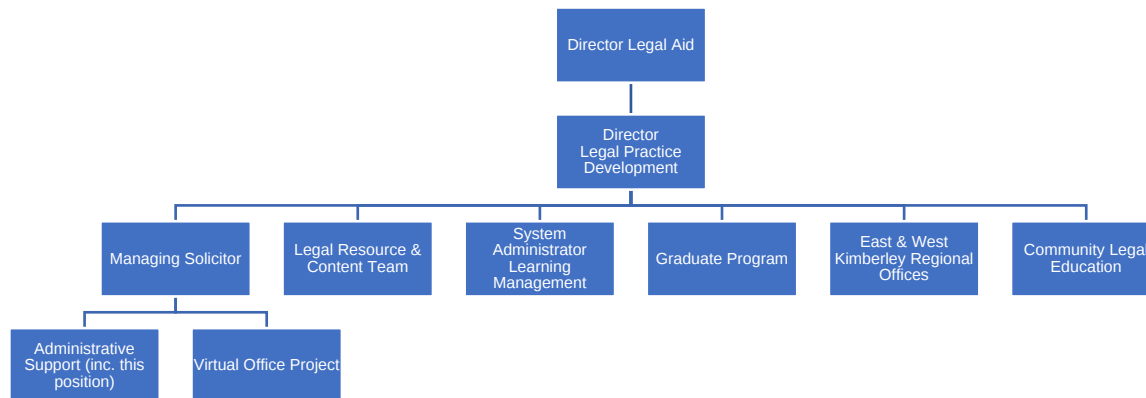 Director Legal Aid
Director
Legal Practice
Development
Managing Solicitor
Legal Resource &
Content Team
System
Administrator
Learning
Management
Graduate Program
East & West
Kimberley Regional
Offices
Community Legal
Education
Administrative
Support (inc. this
position)
Virtual Office Project